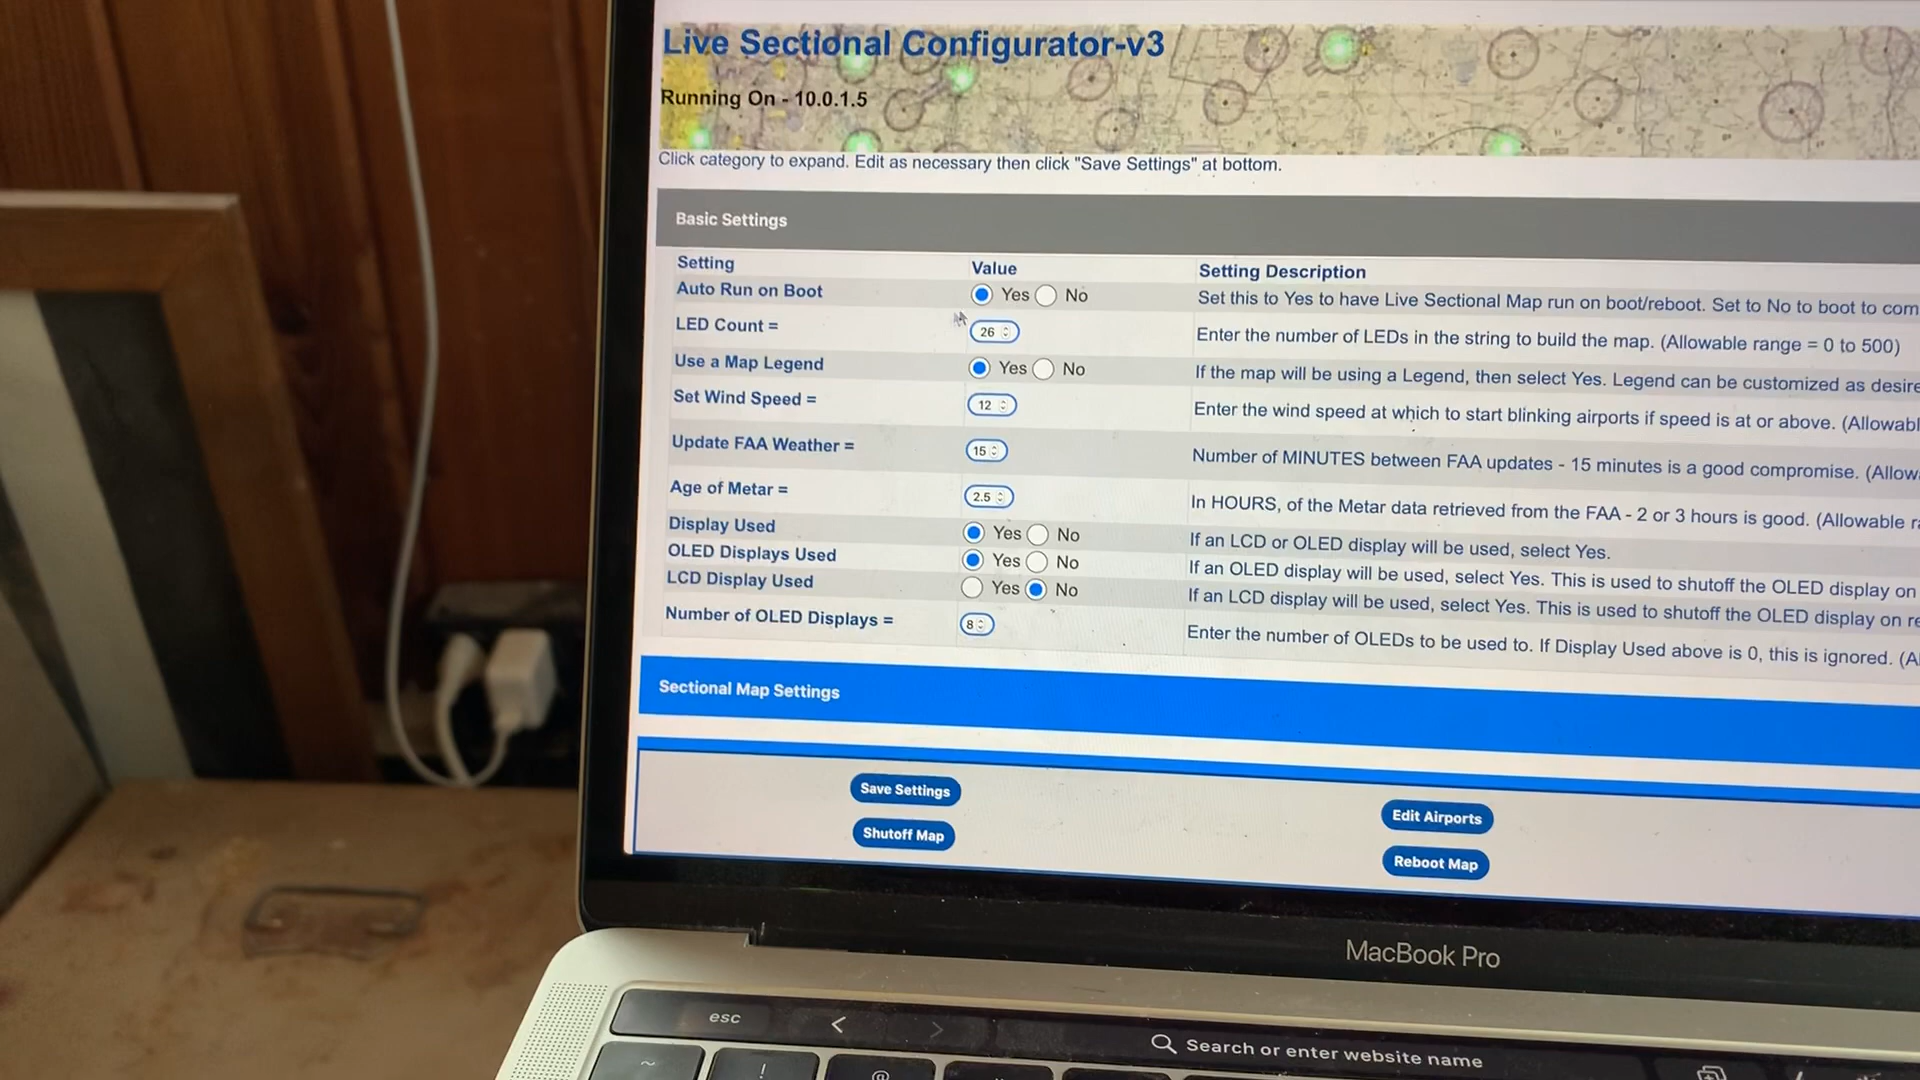 Live Sectional Configurator-v3
Running On - 10.0.1.5
Click category to expand. Edit as necessary then click "Save Settings" at bottom.
Basic Settings
Setting Value Setting Description
Auto Run on Boot Yes No Set this to Yes to have Live Sectional Map run on boot/reboot. Set to No to boot to com
LED Count = 26 Enter the number of LEDs in the string to build the map. (Allowable range = 0 to 500)
Use a Map Legend Yes No If the map will be using a Legend, then select Yes. Legend can be customized as desire
Set Wind Speed = 12 Enter the wind speed at which to start blinking airports if speed is at or above. (Allowabl
Update FAA Weather = 15 Number of MINUTES between FAA updates - 15 minutes is a good compromise. (Allow
Age of Metar = 2.5 In HOURS, of the Metar data retrieved from the FAA - 2 or 3 hours is good. (Allowable r
Display Used Yes No If an LCD or OLED display will be used, select Yes.
OLED Displays Used Yes No If an OLED display will be used, select Yes. This is used to shutoff the OLED display on
LCD Display Used Yes No If an LCD display will be used, select Yes. This is used to shutoff the OLED display on re
Number of OLED Displays = 8 Enter the number of OLEDs to be used to. If Display Used above is 0, this is ignored. (A
Sectional Map Settings
Save Settings Edit Airports
Shutoff Map Reboot Map
MacBook Pro
esc < > Search or enter website name
~ ! @